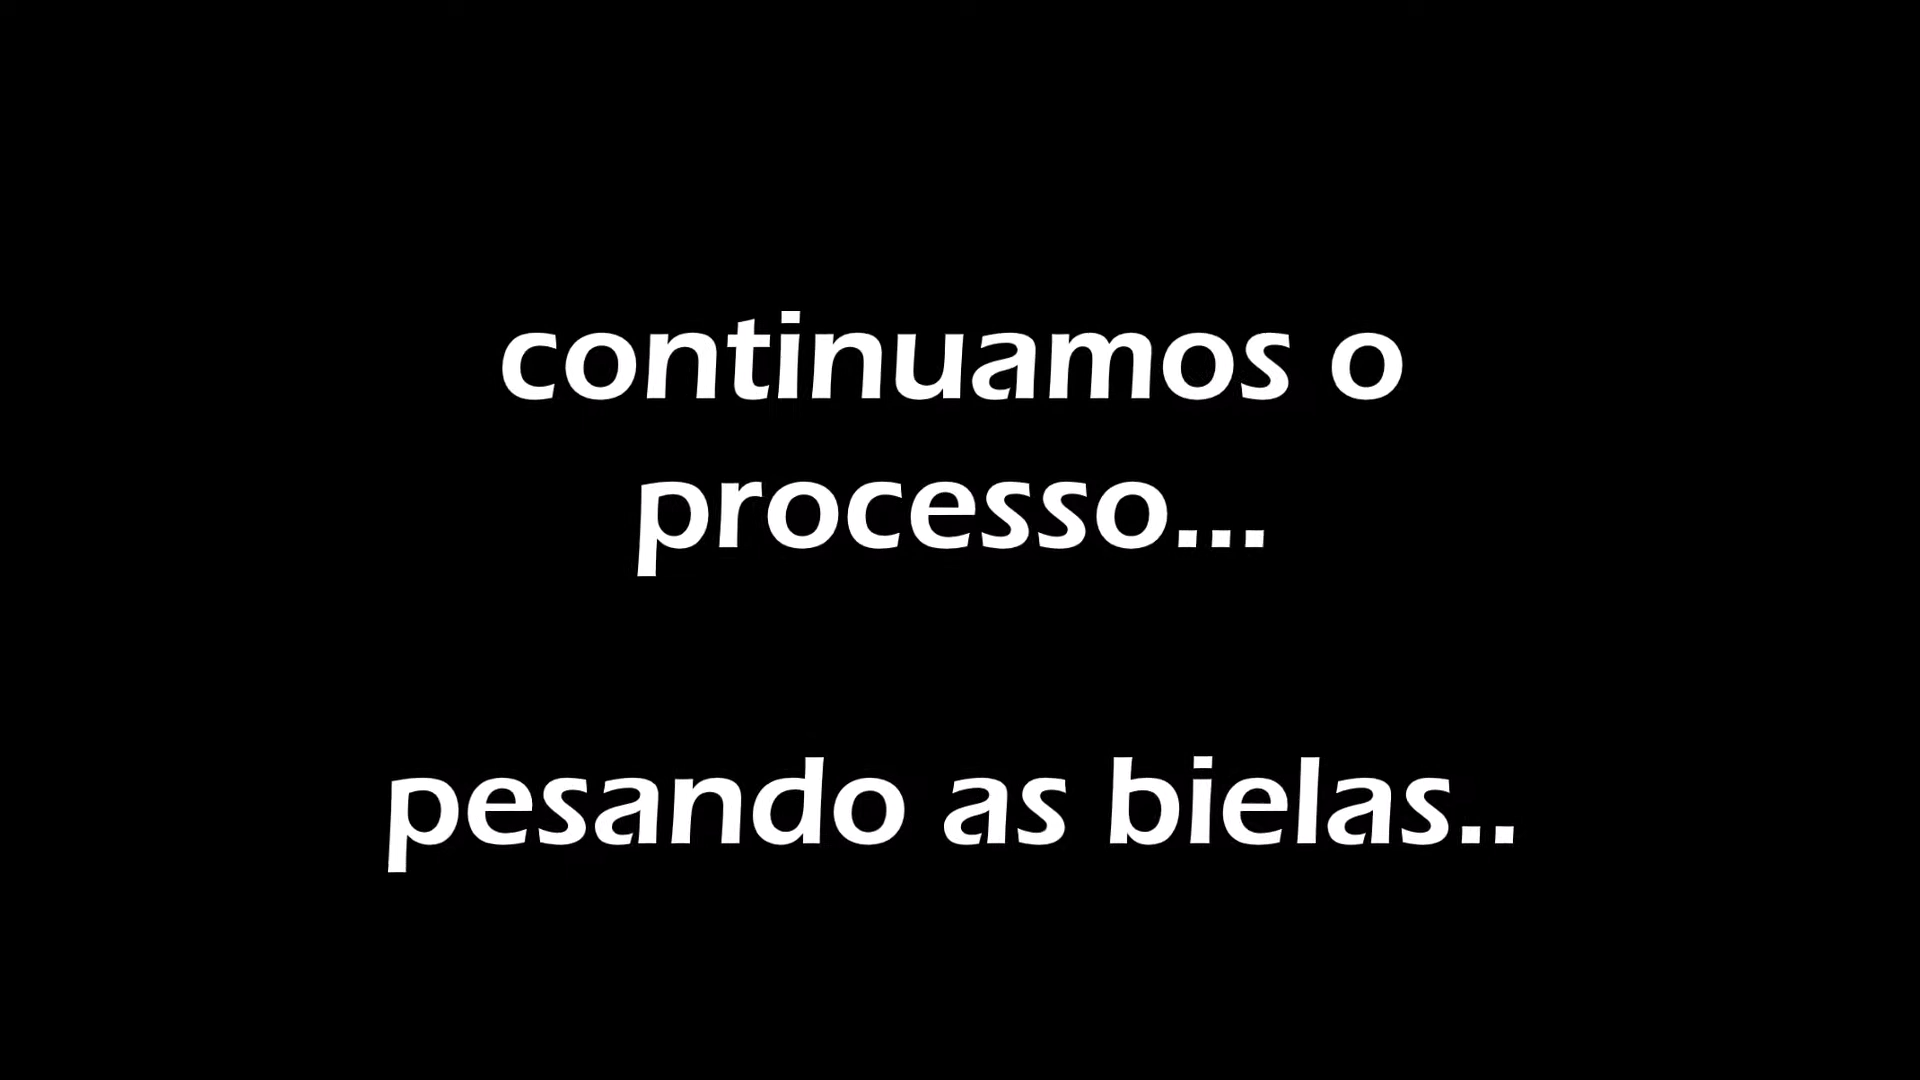 continuamos o
processo...
pesando as bielas..